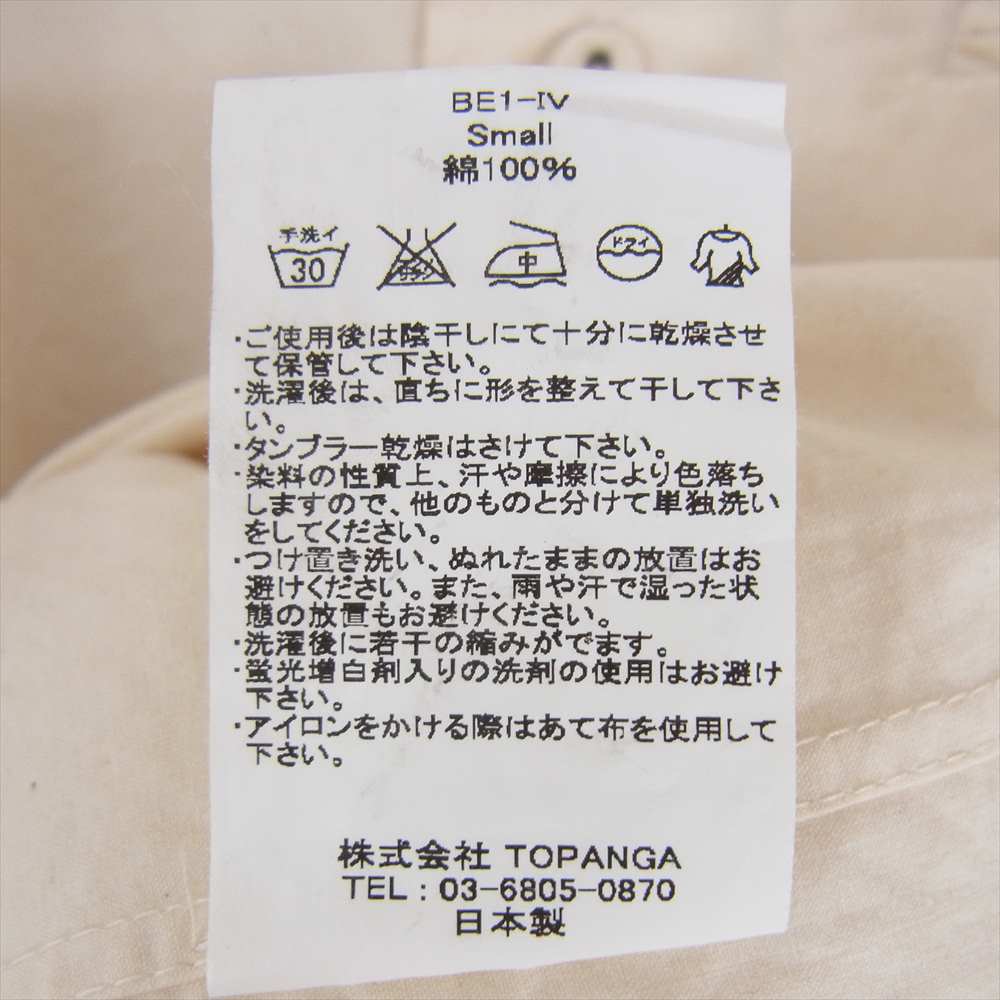 BE1-IV
Small
綿100%
手洗イ
30
中
ドライ
・ご使用後は陰干しにて十分に乾燥させ
て保管して下さい。
・洗濯後は、直ちに形を整えて干して下さ
い。
・タンブラー乾燥はさけて下さい。
・染料の性質上、汗や摩擦により色落ち
しますので、他のものと分けて単独洗い
をしてください。
・つけ置き洗い、ぬれたままの放置はお
避けください。また、雨や汗で湿った状
態の放置もお避けください。
・洗濯後に若干の縮みがでます。
・蛍光増白剤入りの洗剤の使用はお避け
下さい。
・アイロンをかける際はあて布を使用して
下さい。
株式会社 TOPANGA
TEL : 03-6805-0870
日本製